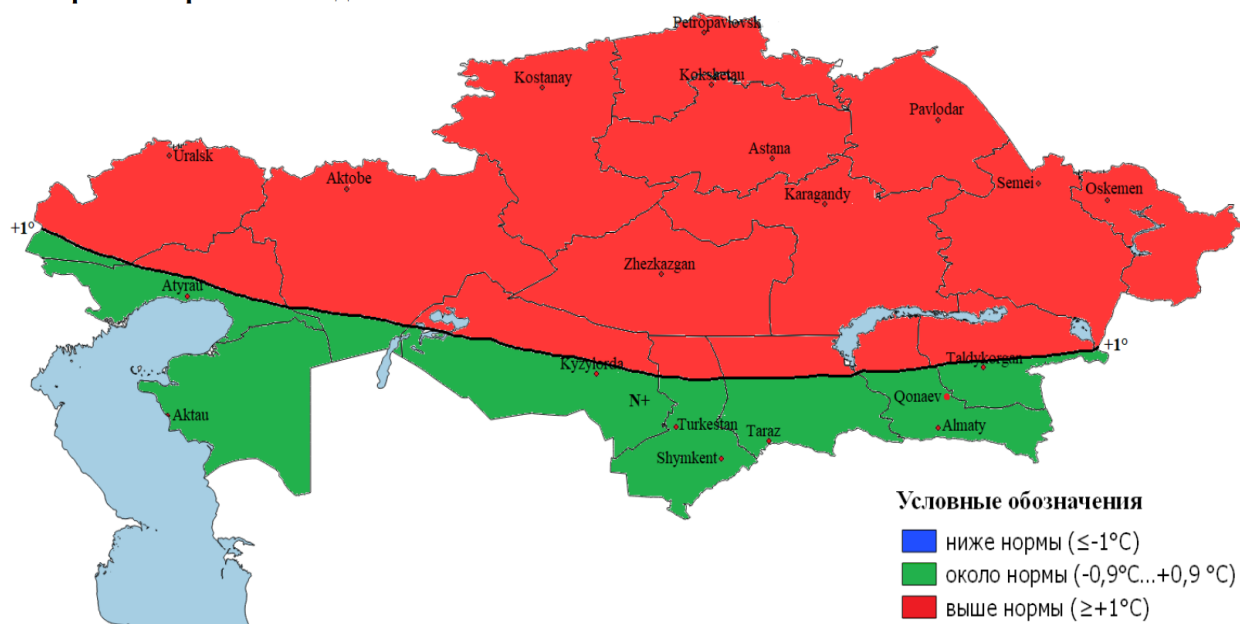 Petropavlovsk
Kostanay
Kokshetau
Pavlodar
Uralsk
Astana
Aktobe
Semei
Oskemen
Karagandy
+1°
Zhezkazgan
Atyrau
+1°
Kyzylorda
Taldykorgan
N+
Qonaev
Aktau
Turkestan
Taraz
Almaty
Shymkent
Условные обозначения
ниже нормы (≤-1°C)
около нормы (-0,9°C...+0,9 °C)
выше нормы (≥+1°C)